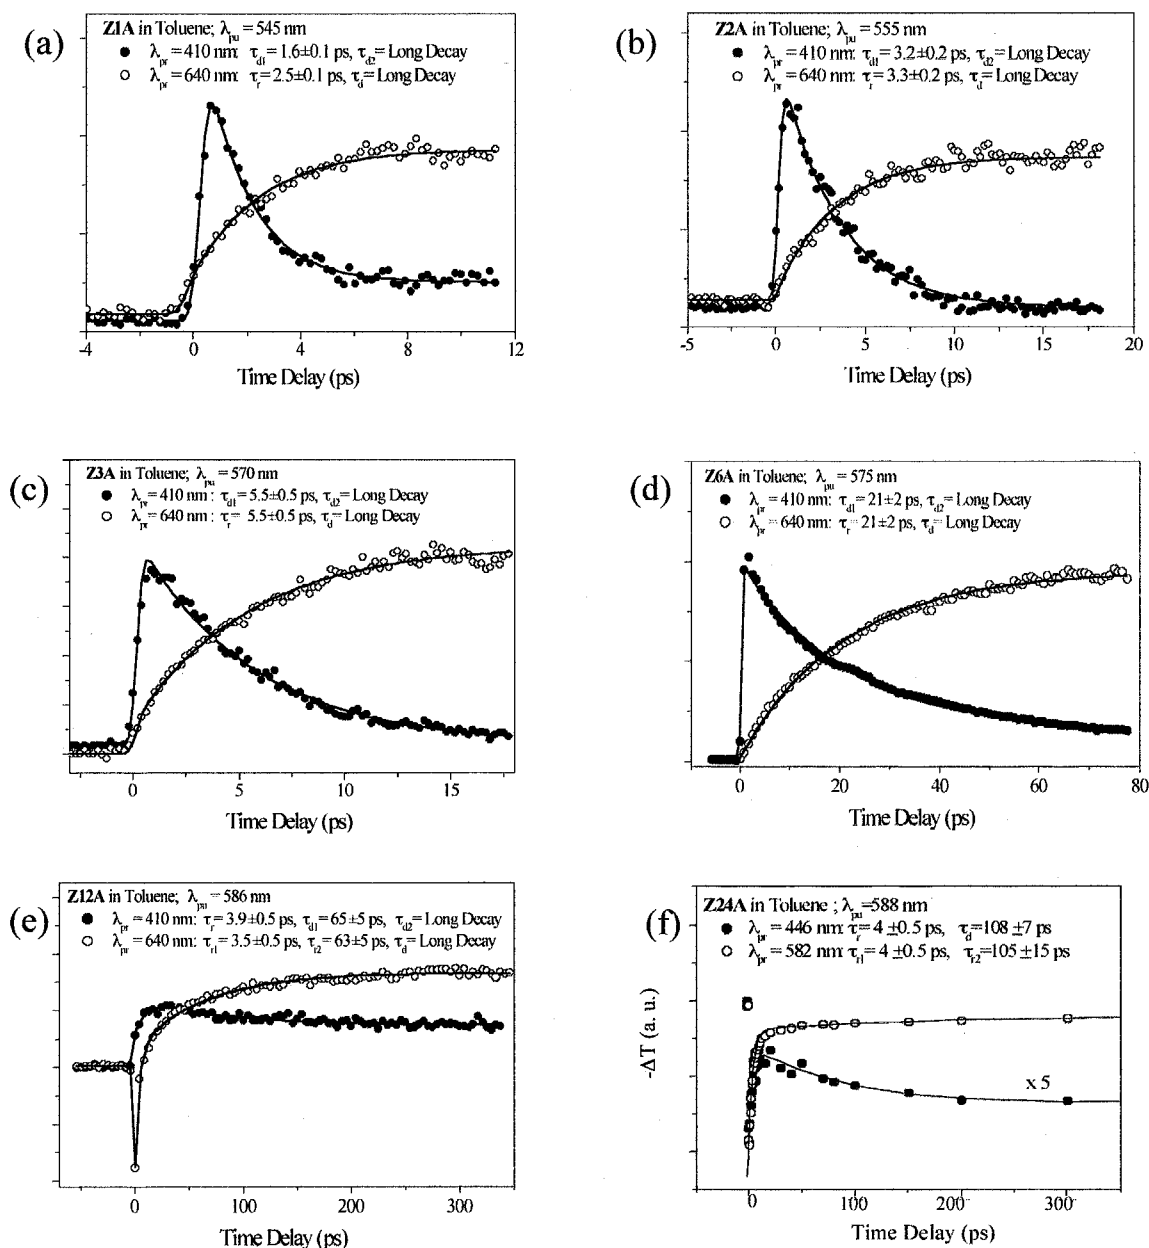 (a)
Z1A in Toluene; λpu = 545 nm
● λpr = 410 nm: τd1 = 1.6±0.1 ps, τd2= Long Decay
○ λpr = 640 nm: τr = 2.5±0.1 ps, τd= Long Decay
-4 0 4 8 12
Time Delay (ps)
(b)
Z2A in Toluene; λpu = 555 nm
● λpr = 410 nm: τd1 = 3.2±0.2 ps, τd2= Long Decay
○ λpr = 640 nm: τr = 3.3±0.2 ps, τd= Long Decay
-5 0 5 10 15 20
Time Delay (ps)
(c)
Z3A in Toluene; λpu = 570 nm
● λpr = 410 nm : τd1 = 5.5±0.5 ps, τd2= Long Decay
○ λpr = 640 nm : τr = 5.5±0.5 ps, τd= Long Decay
0 5 10 15
Time Delay (ps)
(d)
Z6A in Toluene; λpu = 575 nm
● λpr = 410 nm: τd1 = 21±2 ps, τd2= Long Decay
○ λpr = 640 nm: τr = 21±2 ps, τd= Long Decay
0 20 40 60 80
Time Delay (ps)
(e)
Z12A in Toluene; λpu = 586 nm
● λpr = 410 nm: τr = 3.9±0.5 ps, τd1 = 65±5 ps, τd2= Long Decay
○ λpr = 640 nm: τr1 = 3.5±0.5 ps, τr2 = 63±5 ps, τd= Long Decay
0 100 200 300
Time Delay (ps)
(f)
Z24A in Toluene ; λpu =588 nm
● λpr = 446 nm: τr = 4 ±0.5 ps, τd =108 ±7 ps
○ λpr = 582 nm: τr1 = 4 ±0.5 ps, τr2 =105 ±15 ps
-ΔT (a. u.)
x 5
0 100 200 300
Time Delay (ps)